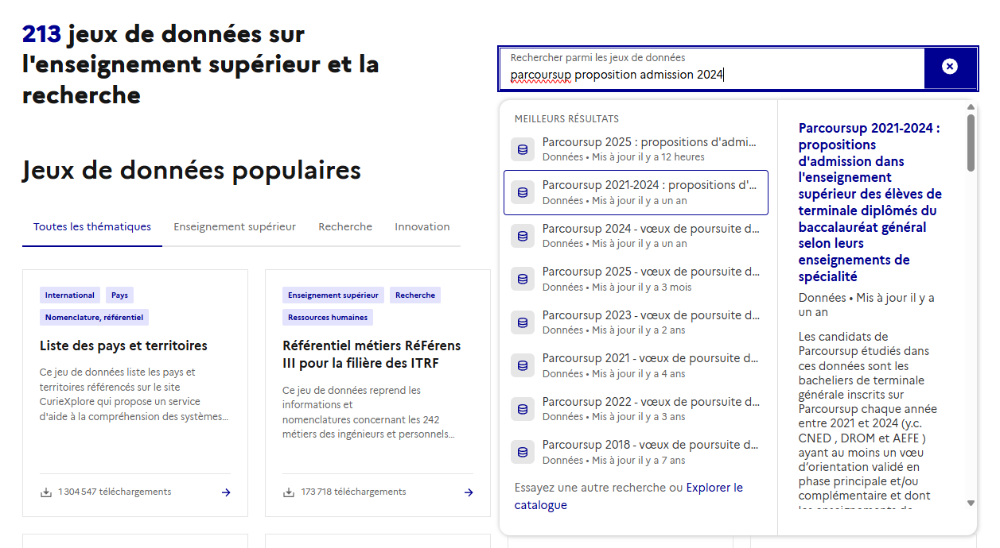 213 jeux de données sur
l'enseignement supérieur et la
recherche
Rechercher parmi les jeux de données
parcoursup proposition admission 2024
Jeux de données populaires
Toutes les thématiques
Enseignement supérieur
Recherche
Innovation
International
Pays
Nomenclature, référentiel
Liste des pays et territoires
Ce jeu de données liste les pays et
territoires référencés sur le site
CurieXplore qui propose un service
d'aide à la compréhension des systèmes...
1 304 547 téléchargements
Enseignement supérieur
Recherche
Ressources humaines
Référentiel métiers RéFérens
III pour la filière des ITRF
Ce jeu de données reprend les
informations et
nomenclatures concernant les 242
métiers des ingénieurs et personnels...
173 718 téléchargements
MEILLEURS RÉSULTATS
Parcoursup 2025 : propositions d'admi...
Données • Mis à jour il y a 12 heures
Parcoursup 2021-2024 : propositions d'...
Données • Mis à jour il y a un an
Parcoursup 2024 - vœux de poursuite d...
Données • Mis à jour il y a un an
Parcoursup 2025 - vœux de poursuite d...
Données • Mis à jour il y a 3 mois
Parcoursup 2023 - vœux de poursuite d...
Données • Mis à jour il y a 2 ans
Parcoursup 2021 - vœux de poursuite d...
Données • Mis à jour il y a 4 ans
Parcoursup 2022 - vœux de poursuite d...
Données • Mis à jour il y a 3 ans
Parcoursup 2018 - vœux de poursuite d...
Données • Mis à jour il y a 7 ans
Essayez une autre recherche ou Explorer le
catalogue
Parcoursup 2021-2024 :
propositions
d'admission dans
l'enseignement
supérieur des élèves de
terminale diplômés du
baccalauréat général
selon leurs
enseignements de
spécialité
Données • Mis à jour il y a
un an
Les candidats de
Parcoursup étudiés dans
ces données sont les
bacheliers de terminale
générale inscrits sur
Parcoursup chaque année
entre 2021 et 2024 (y.c.
CNED , DROM et AEFE )
ayant au moins un vœu
d’orientation validé en
phase principale et/ou
complémentaire et dont